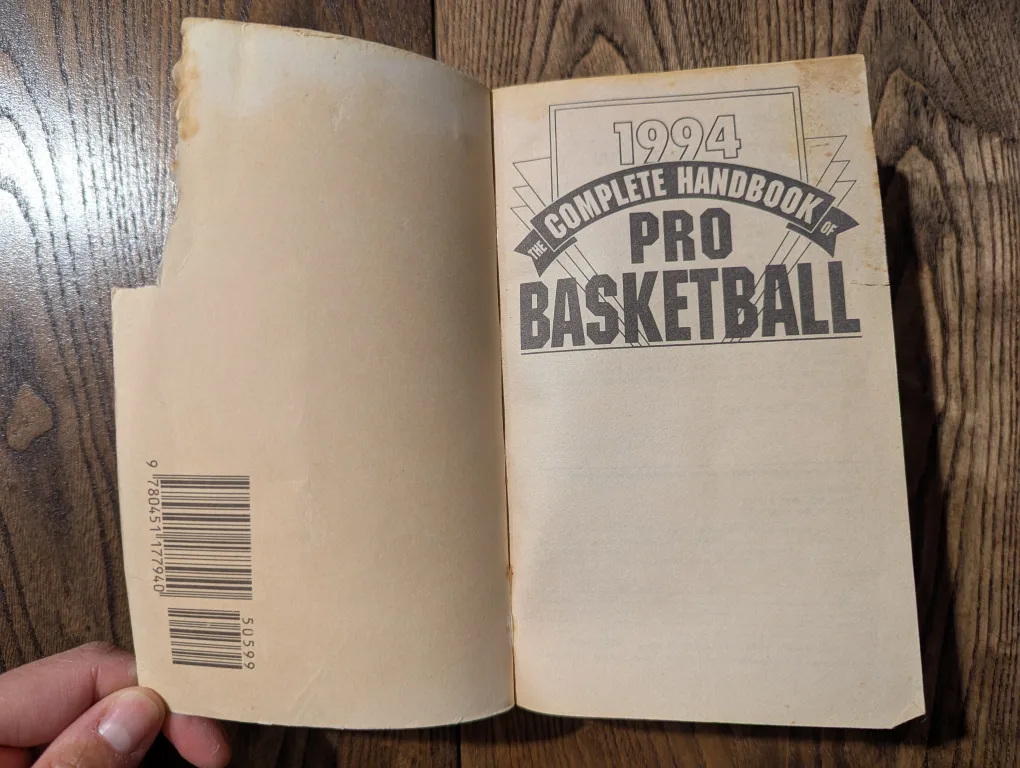 9 780451 177940
50599
1994
THE COMPLETE HANDBOOK OF
PRO
BASKETBALL